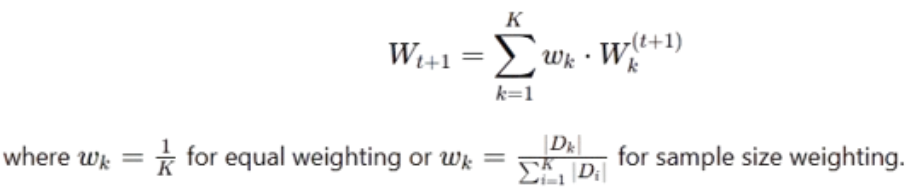 $$W_{t+1} = \sum_{k=1}^{K} w_k \cdot W_k^{(t+1)}$$
where $w_k = \frac{1}{K}$ for equal weighting or $w_k = \frac{|D_k|}{\sum_{i=1}^{K} |D_i|}$ for sample size weighting.